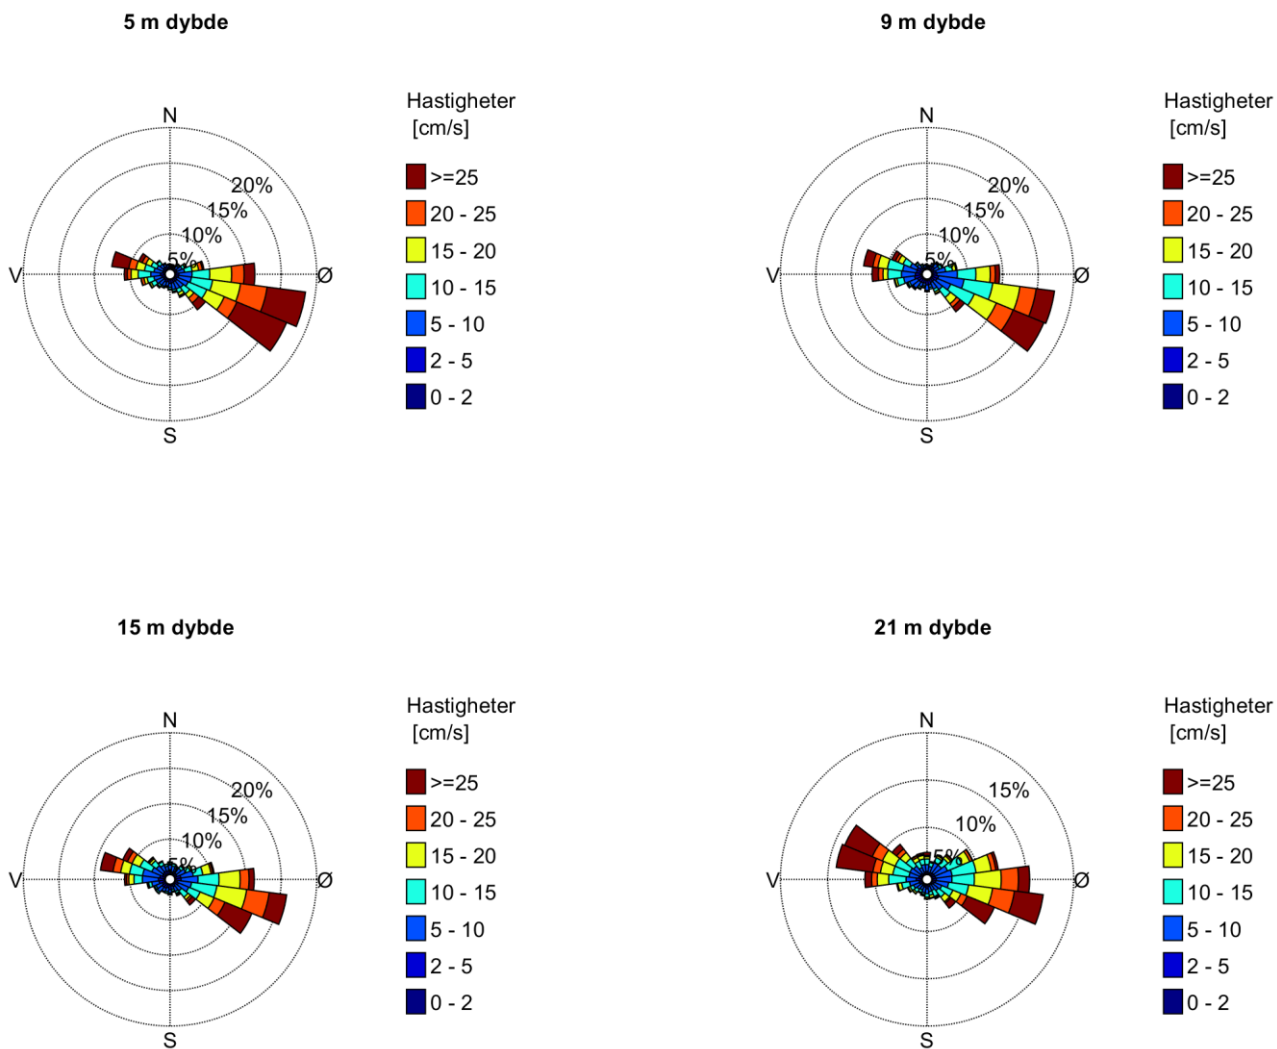 5 m dybde
N
V
Ø
S
20%
15%
10%
5%
Hastigheter
[cm/s]
>=25
20 - 25
15 - 20
10 - 15
5 - 10
2 - 5
0 - 2
9 m dybde
N
V
Ø
S
20%
15%
10%
5%
Hastigheter
[cm/s]
>=25
20 - 25
15 - 20
10 - 15
5 - 10
2 - 5
0 - 2
15 m dybde
N
V
Ø
S
20%
15%
10%
5%
Hastigheter
[cm/s]
>=25
20 - 25
15 - 20
10 - 15
5 - 10
2 - 5
0 - 2
21 m dybde
N
V
Ø
S
15%
10%
5%
Hastigheter
[cm/s]
>=25
20 - 25
15 - 20
10 - 15
5 - 10
2 - 5
0 - 2